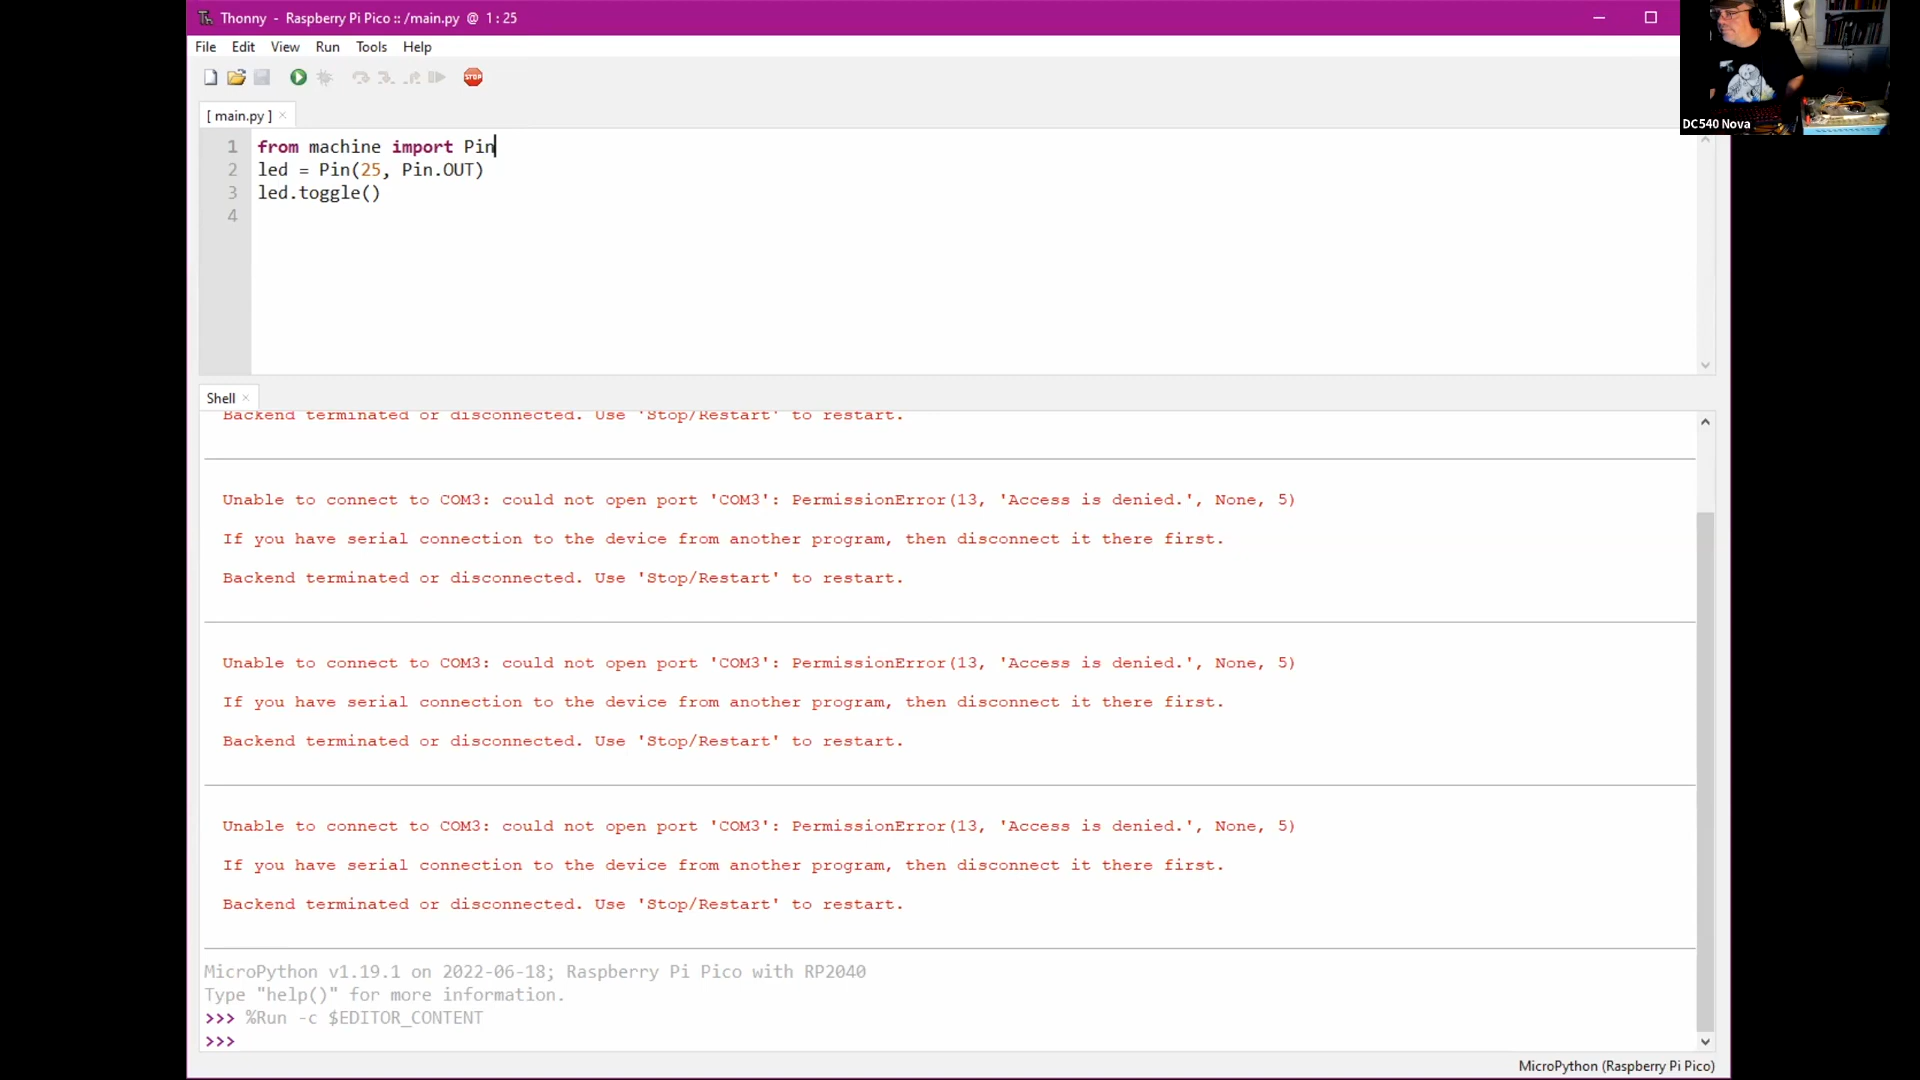 Thonny - Raspberry Pi Pico :: /main.py @ 1:25
File Edit View Run Tools Help
STOP
DC540 Nova
[ main.py ]
1 from machine import Pin
2 led = Pin(25, Pin.OUT)
3 led.toggle()
4
Shell
Backend terminated or disconnected. Use 'Stop/Restart' to restart.
Unable to connect to COM3: could not open port 'COM3': PermissionError(13, 'Access is denied.', None, 5)
If you have serial connection to the device from another program, then disconnect it there first.
Backend terminated or disconnected. Use 'Stop/Restart' to restart.
Unable to connect to COM3: could not open port 'COM3': PermissionError(13, 'Access is denied.', None, 5)
If you have serial connection to the device from another program, then disconnect it there first.
Backend terminated or disconnected. Use 'Stop/Restart' to restart.
Unable to connect to COM3: could not open port 'COM3': PermissionError(13, 'Access is denied.', None, 5)
If you have serial connection to the device from another program, then disconnect it there first.
Backend terminated or disconnected. Use 'Stop/Restart' to restart.
MicroPython v1.19.1 on 2022-06-18; Raspberry Pi Pico with RP2040
Type "help()" for more information.
>>> %Run -c $EDITOR_CONTENT
>>>
MicroPython (Raspberry Pi Pico)